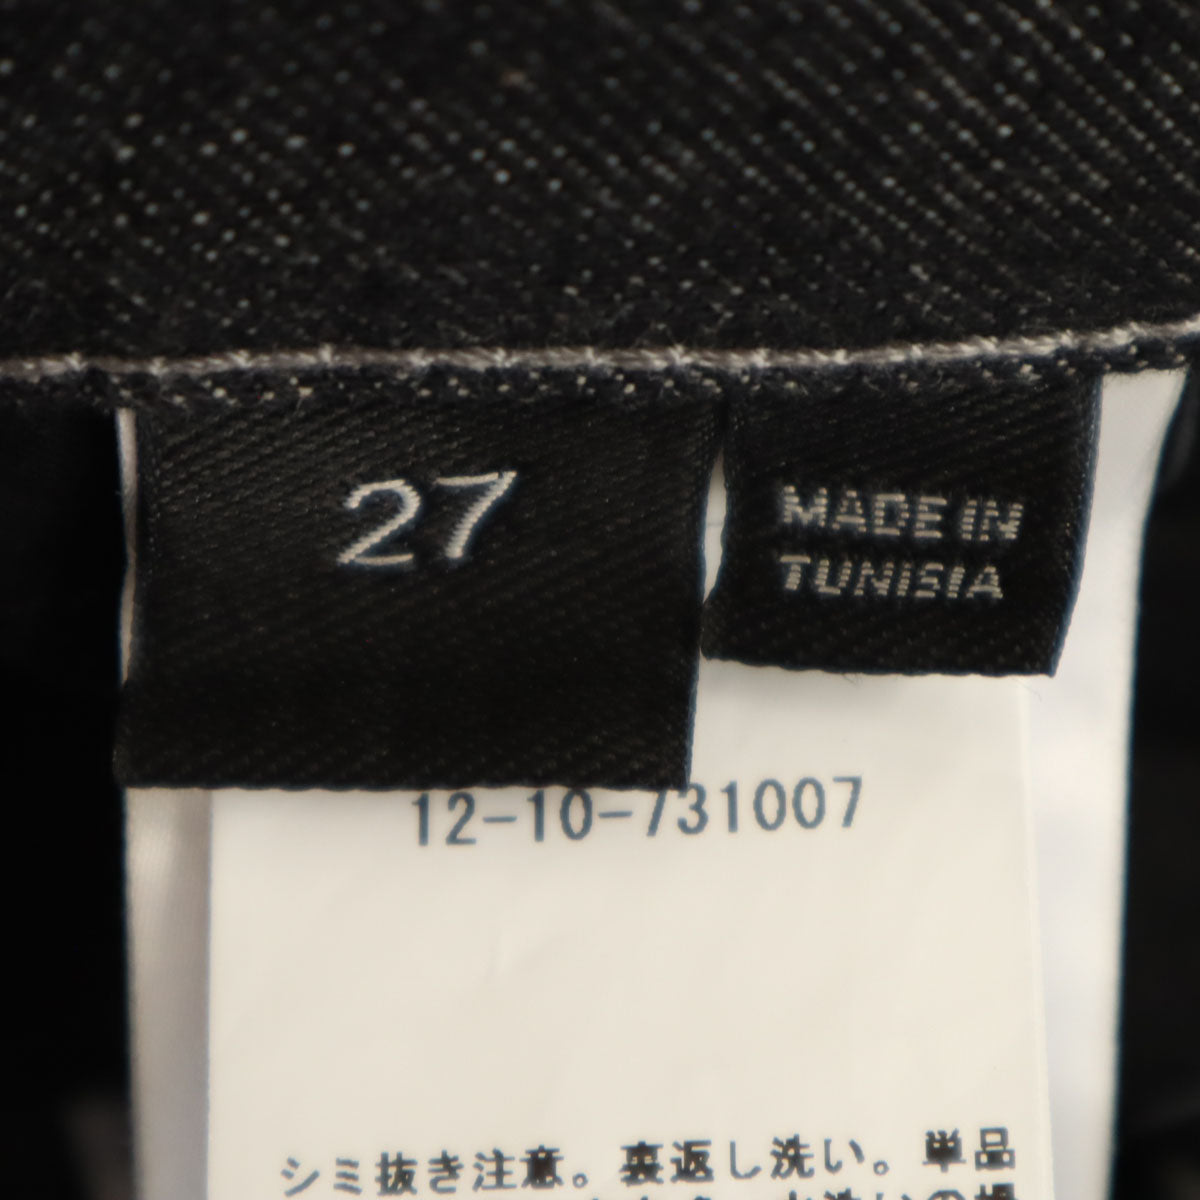 27
MADE IN
TUNISIA
12-10-731007
シミ抜き注意。裏返し洗い。単品